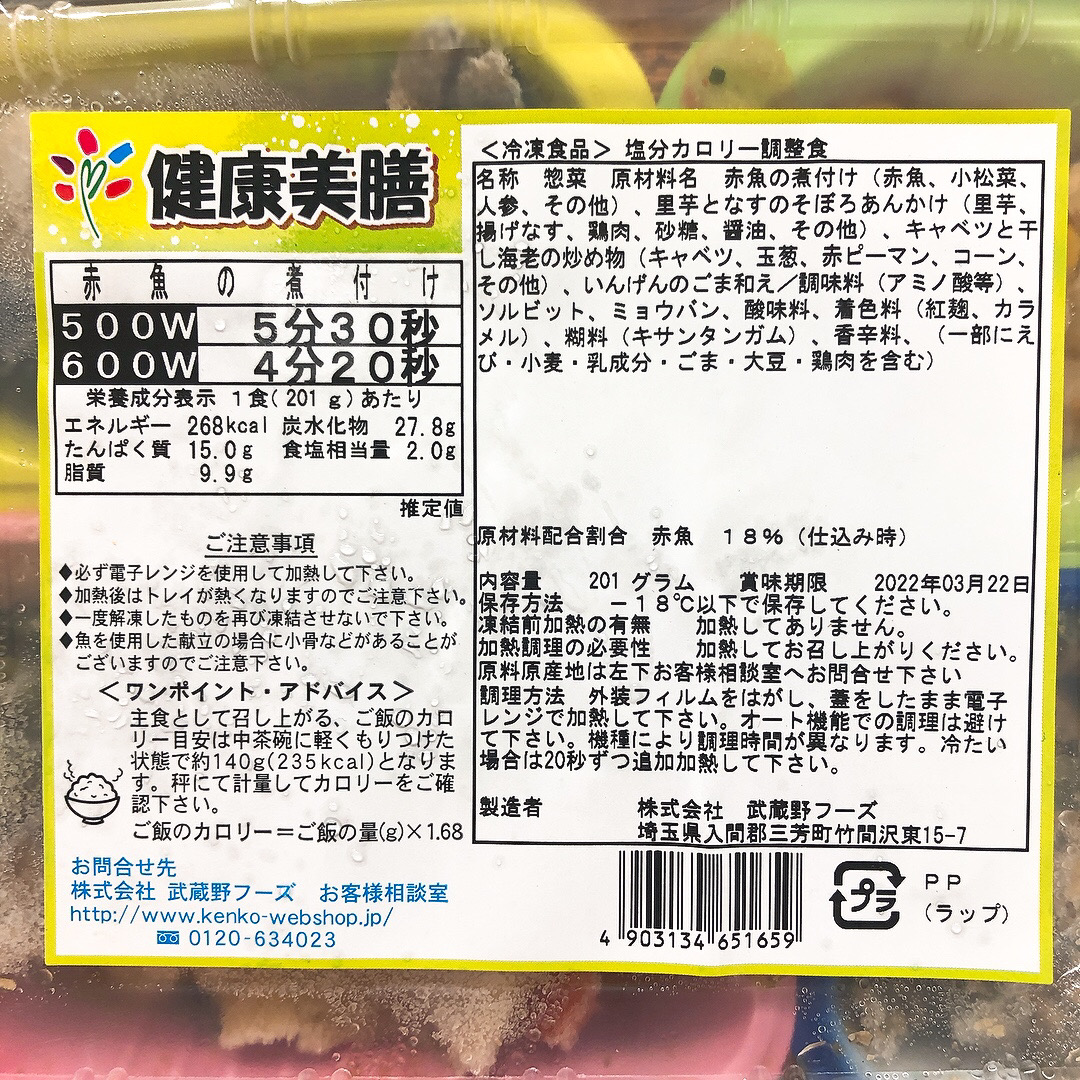 健康美膳
赤魚の煮付け
500W 5分30秒
600W 4分20秒
栄養成分表示 1食(201g)あたり
エネルギー 268kcal 炭水化物 27.8g
たんぱく質 15.0g 食塩相当量 2.0g
脂質 9.9g
推定値
ご注意事項
♦必ず電子レンジを使用して加熱して下さい。
♦加熱後はトレイが熱くなりますのでご注意下さい。
♦一度解凍したものを再び凍結させないで下さい。
♦魚を使用した献立の場合に小骨などがあることが
ございますのでご注意下さい。
＜ワンポイント・アドバイス＞
主食として召し上がる、ご飯のカロ
リー目安は中茶碗に軽くもりつけた
状態で約140g(235kcal)となりま
す。秤にて計量してカロリーをご確
認下さい。
ご飯のカロリー＝ご飯の量(g)×1.68
お問合せ先
株式会社 武蔵野フーズ お客様相談室
http://www.kenko-webshop.jp/
0120-634023
＜冷凍食品＞ 塩分カロリー調整食
名称 惣菜 原材料名 赤魚の煮付け（赤魚、小松菜、
人参、その他）、里芋となすのそぼろあんかけ（里芋、
揚げなす、鶏肉、砂糖、醤油、その他）、キャベツと干
し海老の炒め物（キャベツ、玉葱、赤ピーマン、コーン、
その他）、いんげんのごま和え／調味料（アミノ酸等）、
ソルビット、ミョウバン、酸味料、着色料（紅麹、カラ
メル）、糊料（キサンタンガム）、香辛料、（一部にえ
び・小麦・乳成分・ごま・大豆・鶏肉を含む）
原材料配合割合 赤魚 18％（仕込み時）
内容量 201 グラム 賞味期限 2022年03月22日
保存方法 －18℃以下で保存してください。
凍結前加熱の有無 加熱してありません。
加熱調理の必要性 加熱してお召し上がりください。
原料原産地は左下お客様相談室へお問合せ下さい
調理方法 外装フィルムをはがし、蓋をしたまま電子
レンジで加熱して下さい。オート機能での調理は避け
て下さい。機種により調理時間が異なります。冷たい
場合は20秒ずつ追加加熱して下さい。
製造者 株式会社 武蔵野フーズ
埼玉県入間郡三芳町竹間沢東15-7
4 903134 651659
プラ
PP
（ラップ）